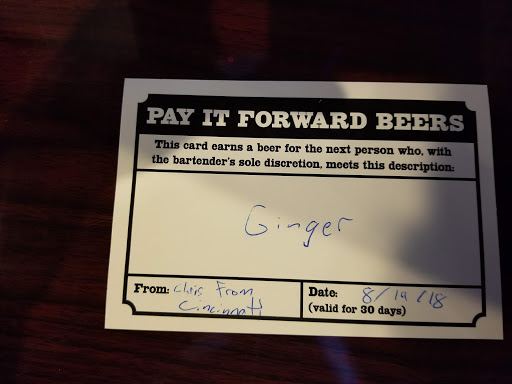 PAY IT FORWARD BEERS
This card earns a beer for the next person who, with
the bartender's sole discretion, meets this description:
Ginger
From: Chris From
Cincinnati
Date: 8/19/18
(valid for 30 days)